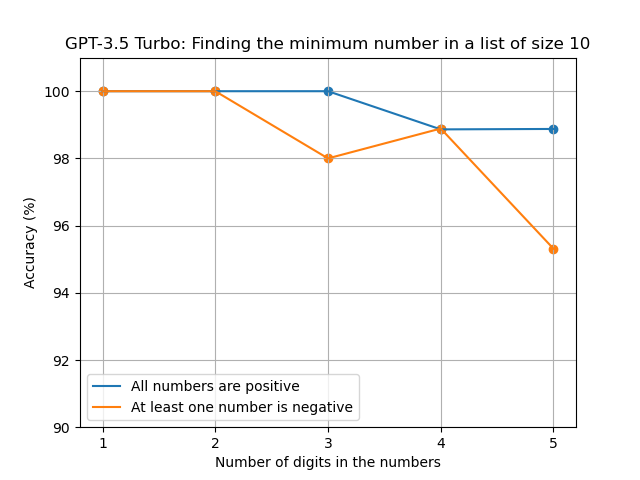 GPT-3.5 Turbo: Finding the minimum number in a list of size 10
100
98
96
94
92
90
Accuracy (%)
All numbers are positive
At least one number is negative
1 2 3 4 5
Number of digits in the numbers